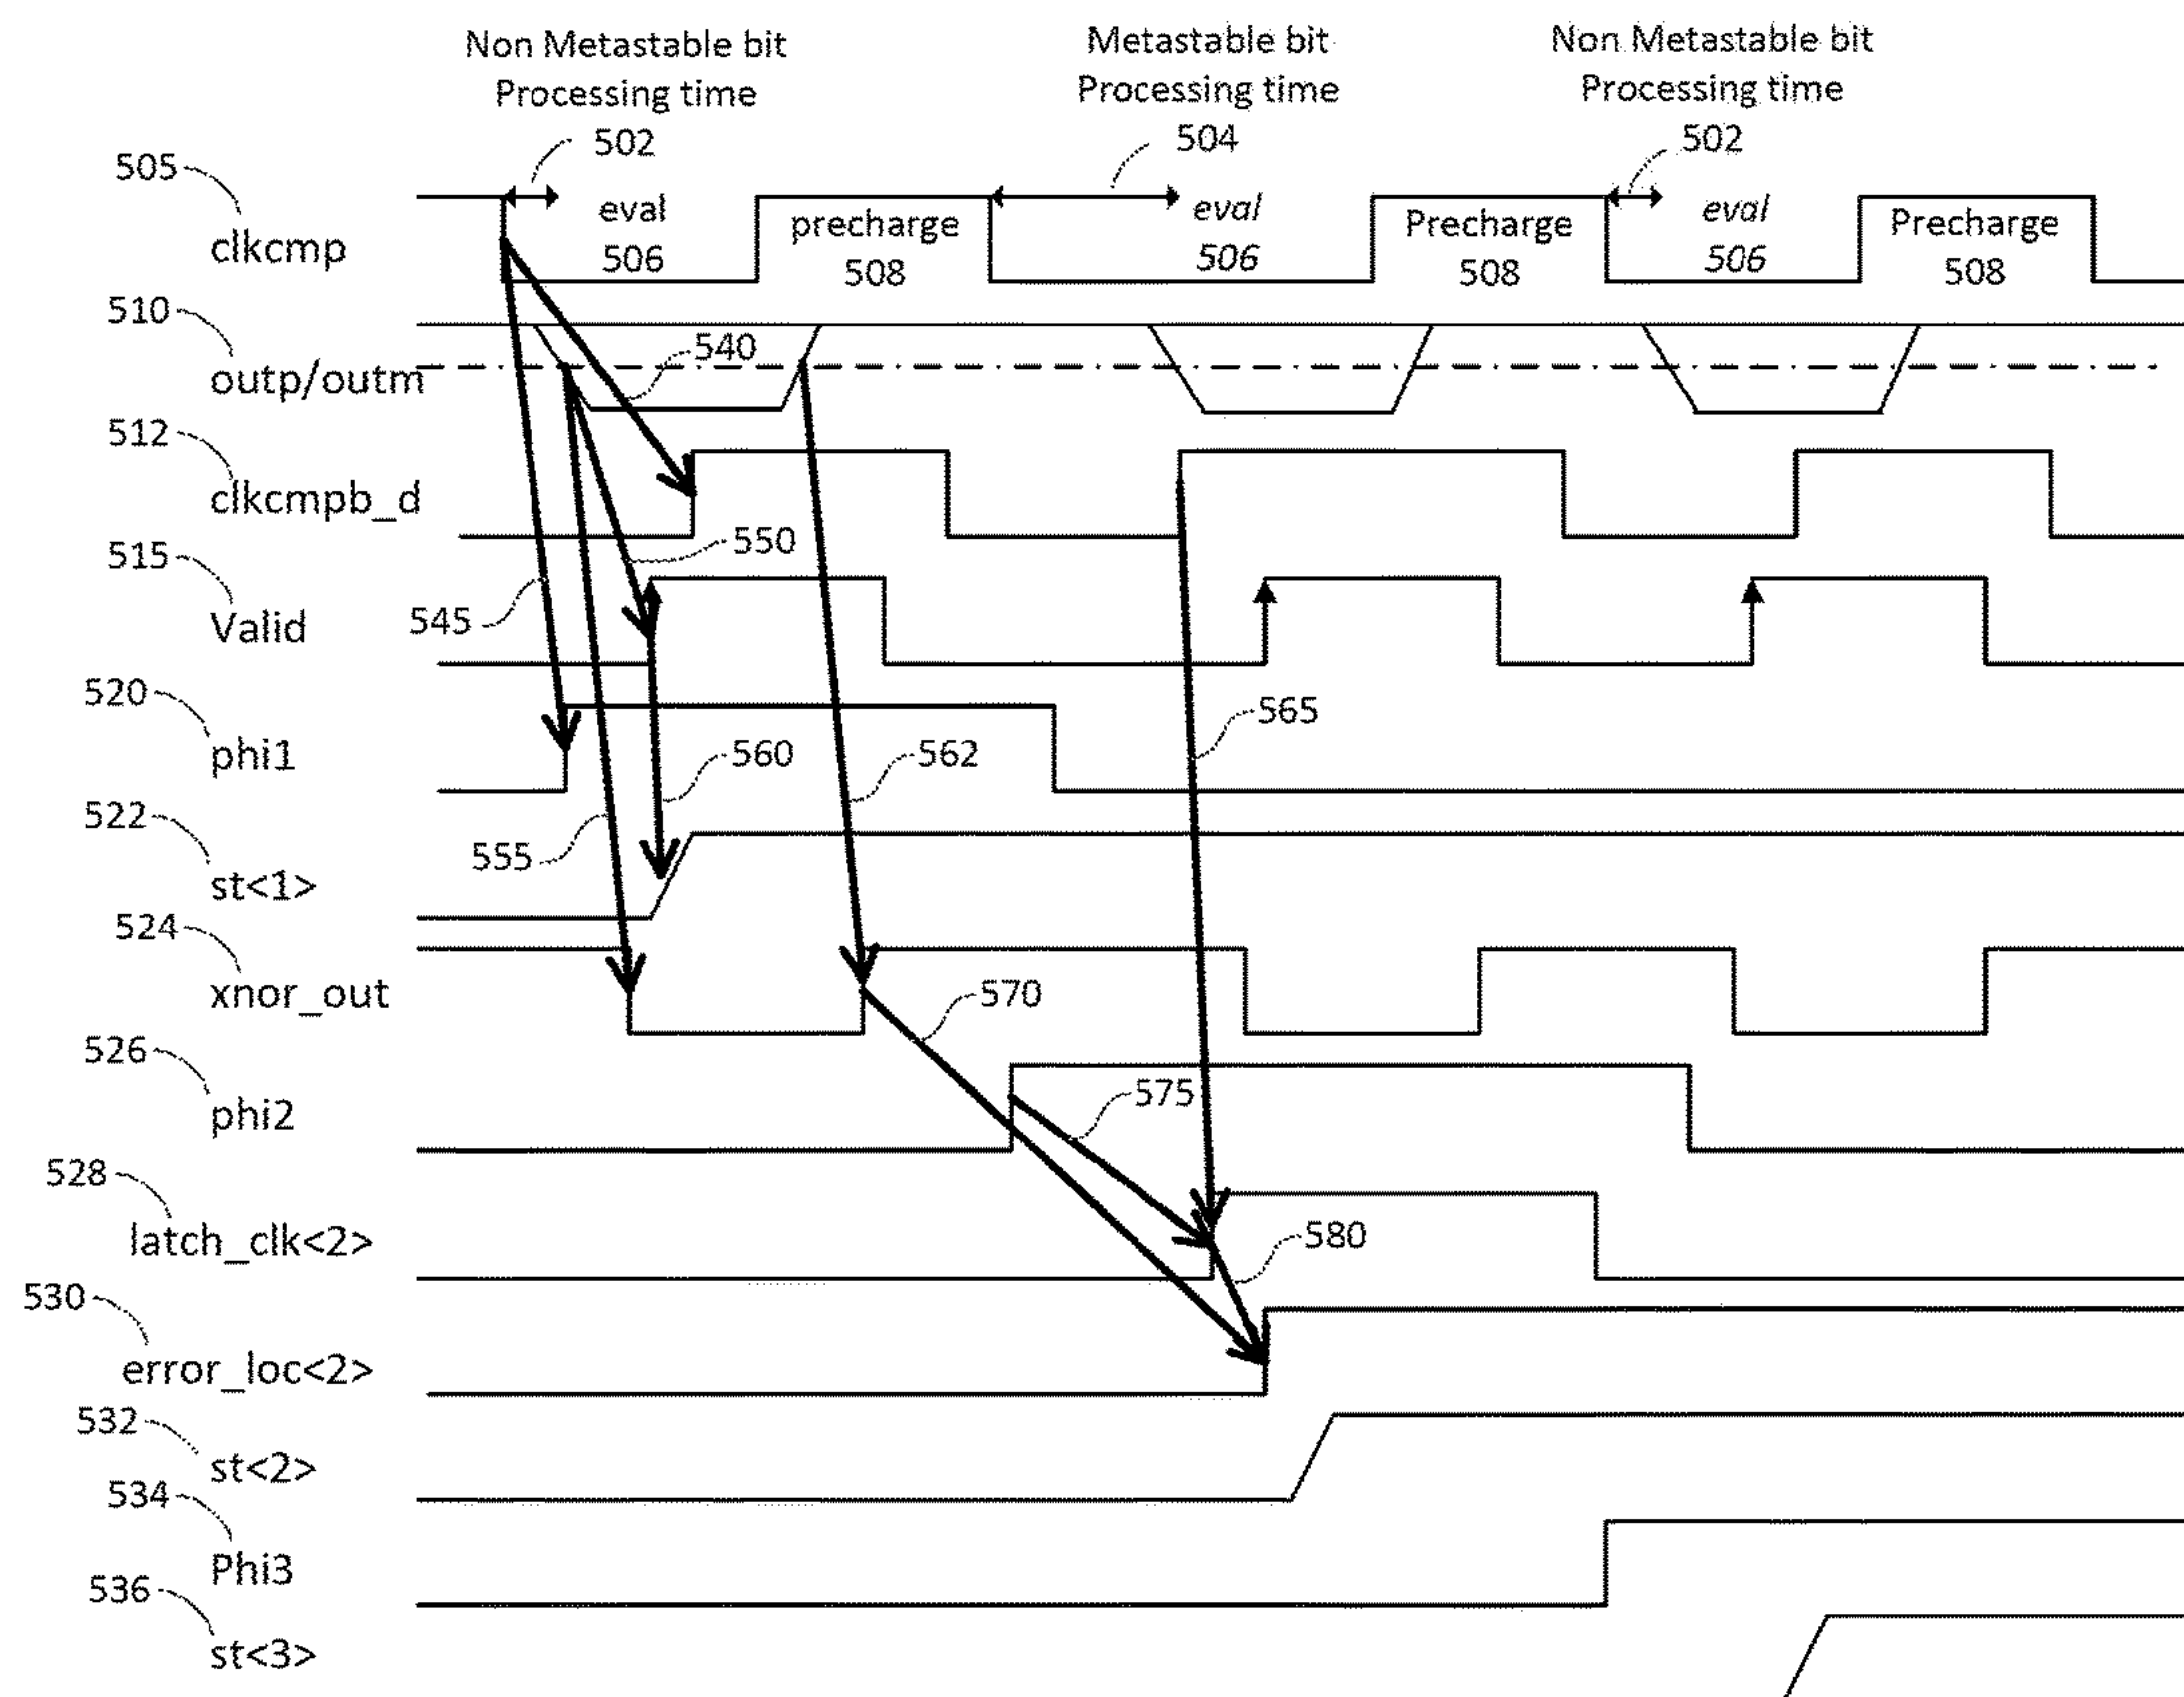 Non Metastable bit
Processing time
502
Metastable bit
Processing time
504
Non Metastable bit
Processing time
502
505
clkcmp
eval
506
precharge
508
eval
506
Precharge
508
eval
506
Precharge
508
510
outp/outm
540
512
clkcmpb_d
550
515
Valid
545
520
phi1
565
560
562
522
st<1>
555
524
xnor_out
570
526
phi2
575
528
latch_clk<2>
580
530
error_loc<2>
532
st<2>
534
Phi3
536
st<3>